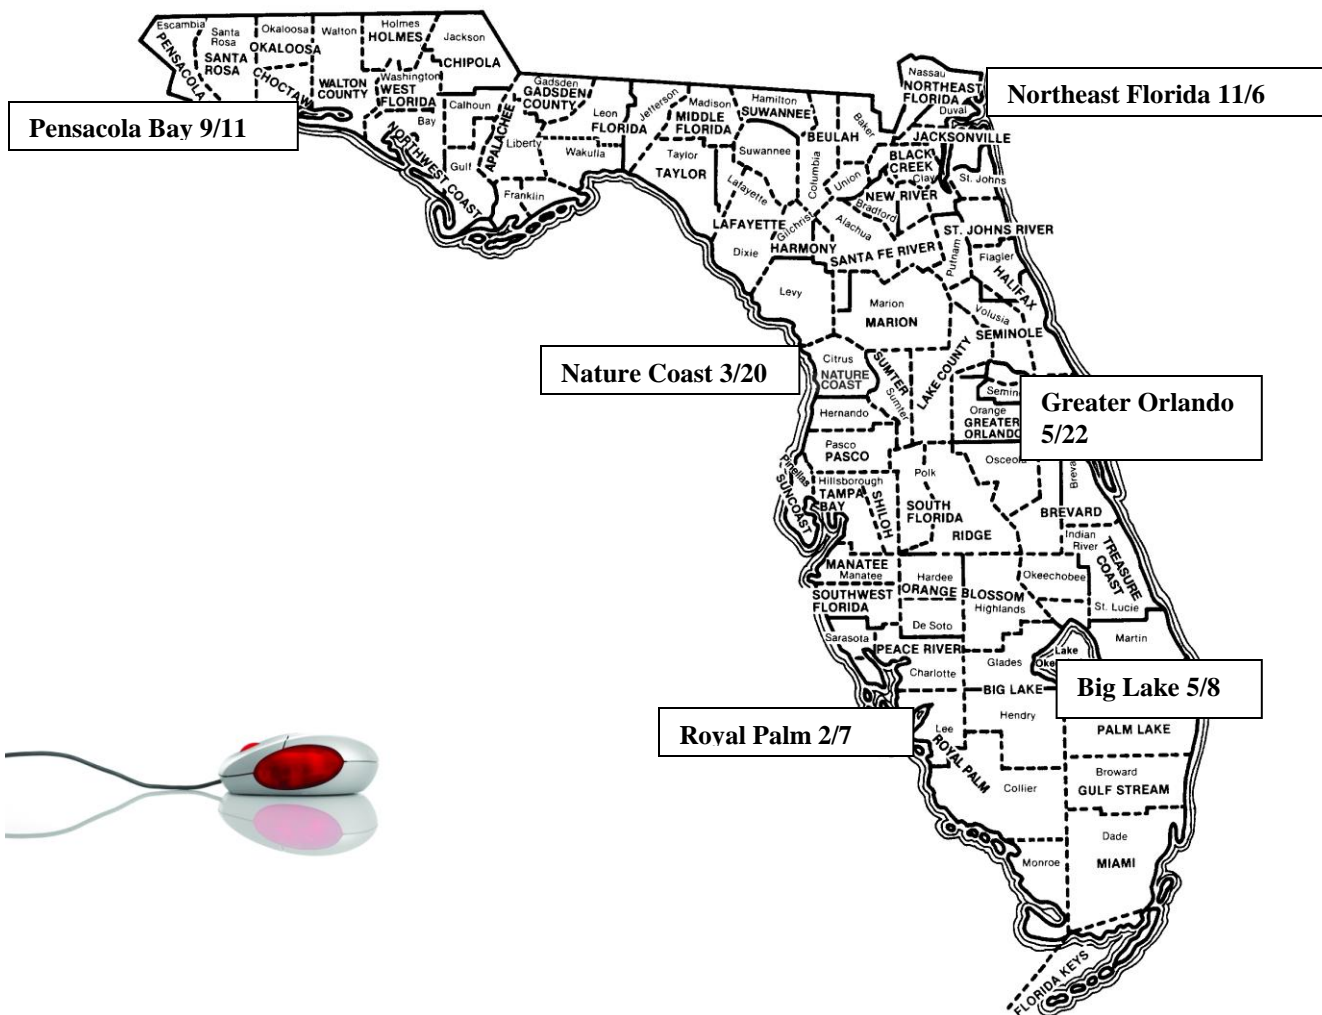 Escambia
PENSACOLA
Santa
Rosa
SANTA
ROSA
Okaloosa
OKALOOSA
CHOCTAW
Walton
WALTON
COUNTY
Holmes
HOLMES
Washington
WEST
FLORIDA
Bay
Jackson
CHIPOLA
Calhoun
Gulf
NORTHWEST COAST
APALACHEE
Gadsden
GADSDEN
COUNTY
Liberty
Franklin
Leon
FLORIDA
Wakulla
Jefferson
Madison
MIDDLE
FLORIDA
Taylor
TAYLOR
Hamilton
SUWANNEE
Suwannee
Lafayette
LAFAYETTE
Dixie
BEULAH
Columbia
Baker
Union
Gilchrist
HARMONY
Bradford
NEW RIVER
Alachua
SANTA FE RIVER
Nassau
NORTHEAST
FLORIDA
Duval
JACKSONVILLE
BLACK
CREEK
Clay
St. Johns
ST. JOHNS RIVER
Putnam
Flagler
HALIFAX
Volusia
SEMINOLE
Levy
Marion
MARION
Pensacola Bay 9/11
Northeast Florida 11/6
Nature Coast 3/20
Citrus
NATURE
COAST
SUMTER
Sumter
LAKE COUNTY
Semin
Orange
GREATER
ORLANDO
Greater Orlando
5/22
Hernando
Pasco
PASCO
Pinellas
SUNCOAST
Hillsborough
TAMPA
BAY
SHILOH
Polk
SOUTH
FLORIDA
RIDGE
Osceola
Breva
BREVARD
Indian
River
TREASURE
COAST
MANATEE
Manatee
SOUTHWEST
FLORIDA
Hardee
ORANGE BLOSSOM
Highlands
Okeechobee
St. Lucie
De Soto
Sarasota
PEACE RIVER
Charlotte
Glades
Lake
Oke
Martin
BIG LAKE
Big Lake 5/8
Royal Palm 2/7
Lee
ROYAL PALM
Hendry
PALM LAKE
Collier
Broward
GULF STREAM
Dade
MIAMI
Monroe
FLORIDA KEYS